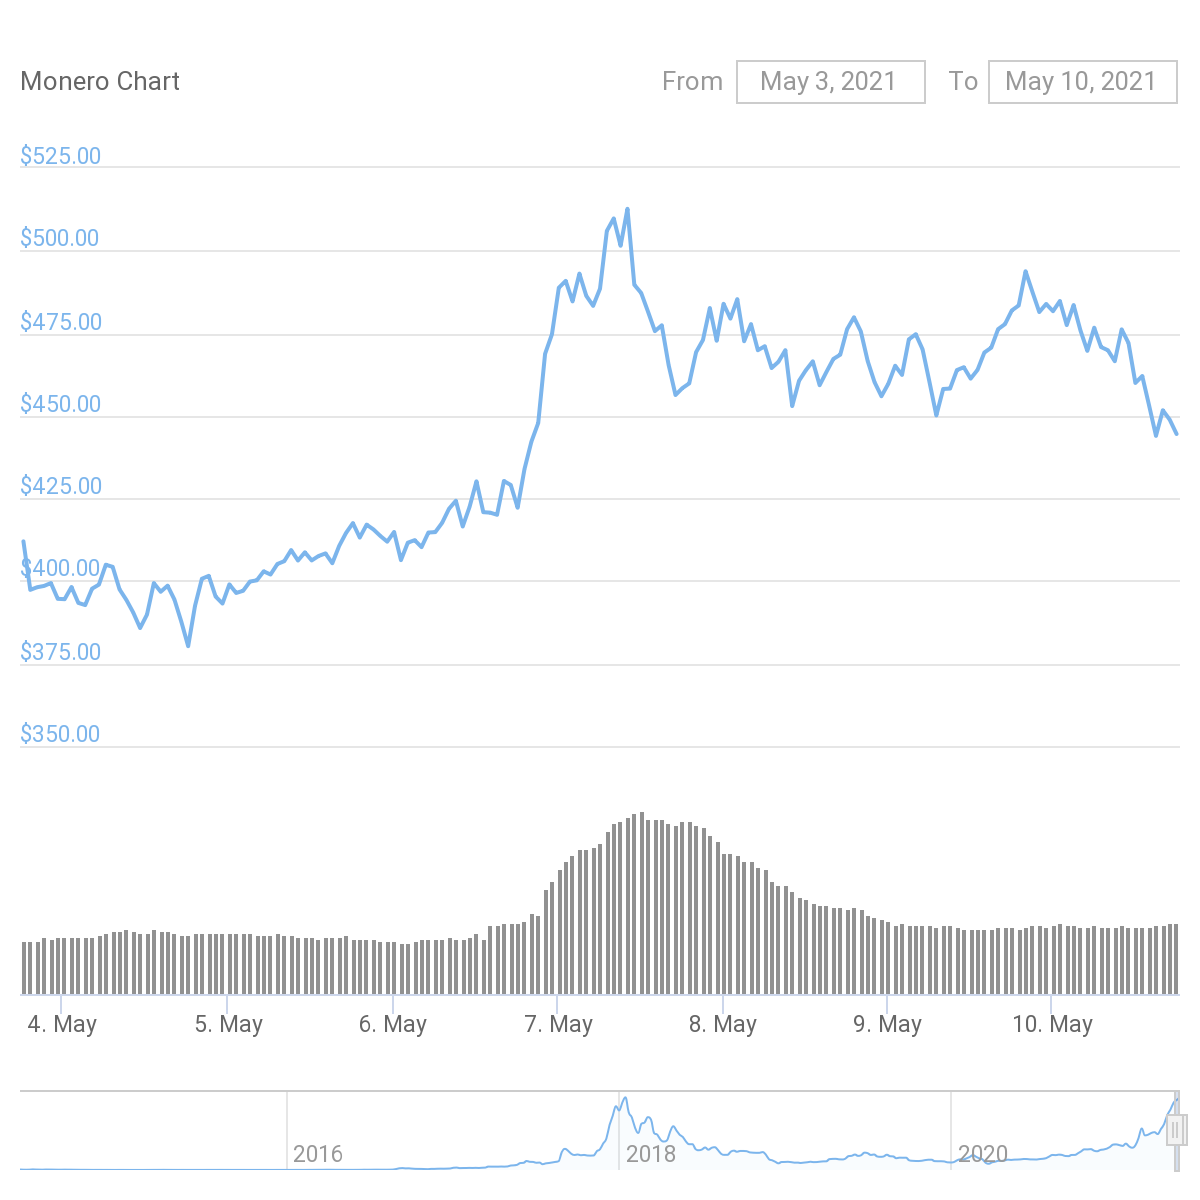 Monero Chart From May 3, 2021 To May 10, 2021
$525.00
$500.00
$475.00
$450.00
$425.00
$400.00
$375.00
$350.00
4. May 5. May 6. May 7. May 8. May 9. May 10. May
2016 2018 2020